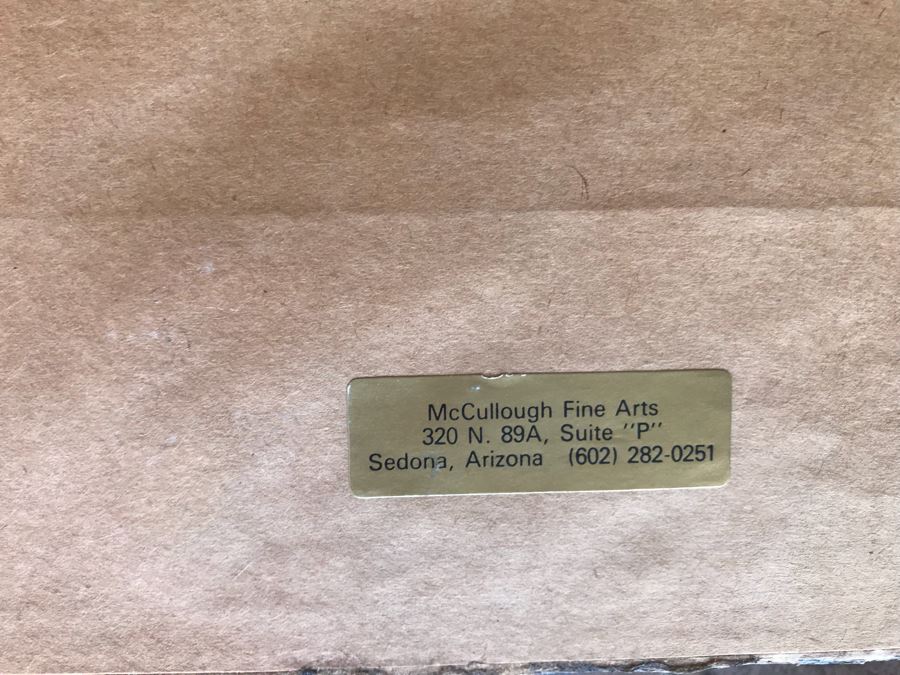 McCullough Fine Arts
320 N. 89A, Suite "P"
Sedona, Arizona (602) 282-0251